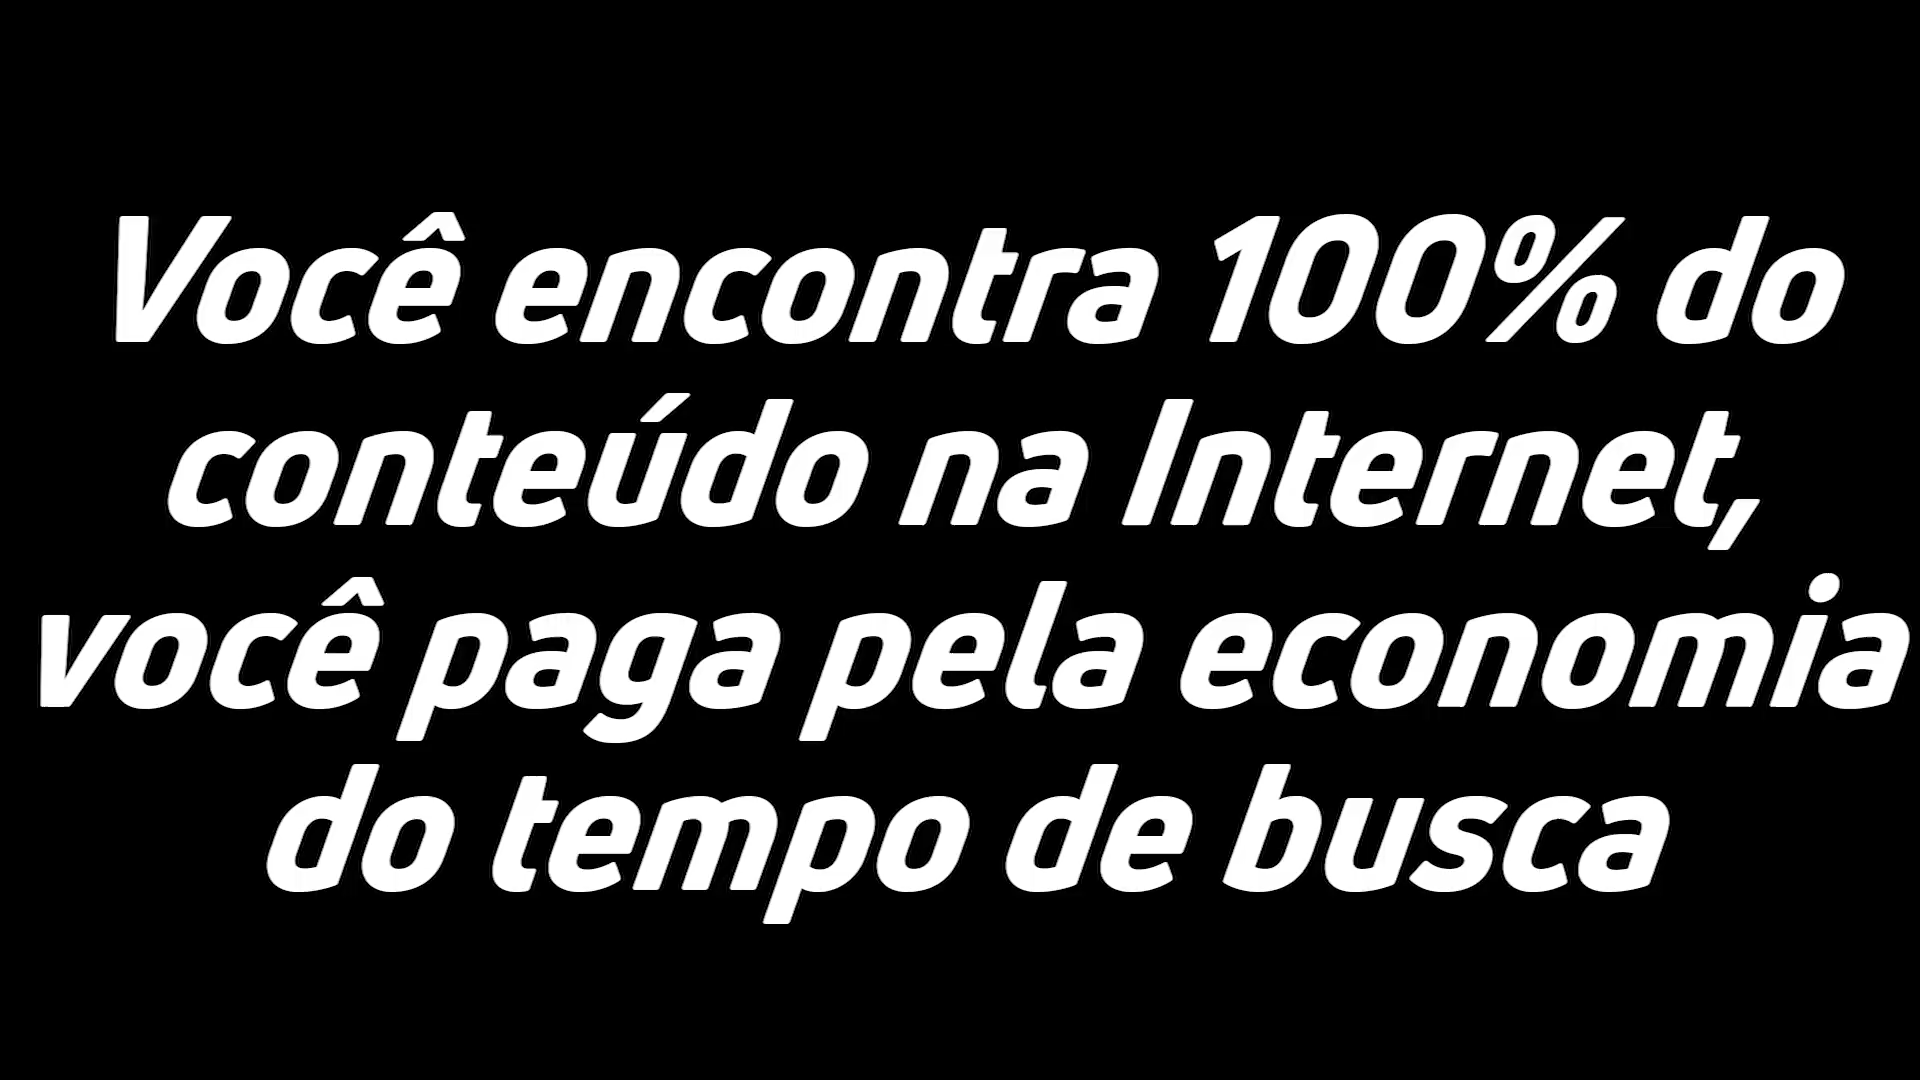 Você encontra 100% do
conteúdo na Internet,
você paga pela economia
do tempo de busca